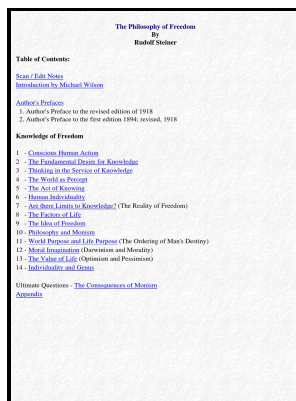 The Philosophy of Freedom
By
Rudolf Steiner
Table of Contents:
Scan / Edit Notes
Introduction by Michael Wilson
Author's Prefaces
1. Author's Preface to the revised edition of 1918
2. Author's Preface to the first edition 1894; revised, 1918
Knowledge of Freedom
1 - Conscious Human Action
2 - The Fundamental Desire for Knowledge
3 - Thinking in the Service of Knowledge
4 - The World as Percept
5 - The Act of Knowing
6 - Human Individuality
7 - Are there Limits to Knowledge? (The Reality of Freedom)
8 - The Factors of Life
9 - The Idea of Freedom
10 - Philosophy and Monism
11 - World Purpose and Life Purpose (The Ordering of Man's Destiny)
12 - Moral Imagination (Darwinism and Morality)
13 - The Value of Life (Optimism and Pessimism)
14 - Individuality and Genus
Ultimate Questions - The Consequences of Monism
Appendix